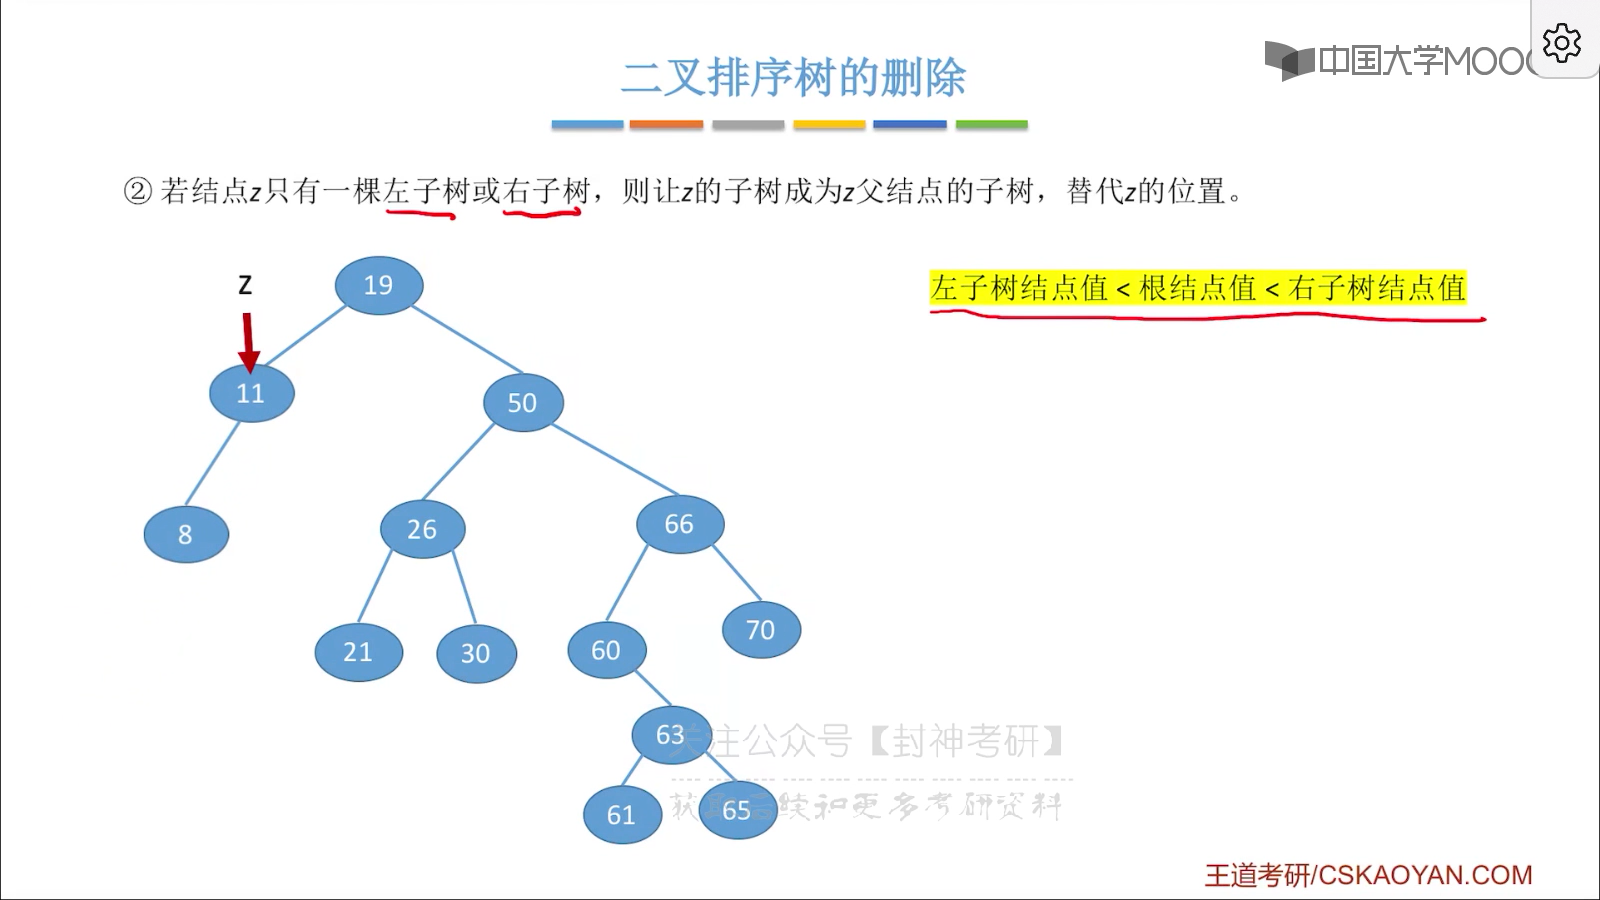 中国大学MOOC
二叉排序树的删除
② 若结点z只有一棵左子树或右子树，则让z的子树成为z父结点的子树，替代z的位置。
左子树结点值 < 根结点值 < 右子树结点值
Z
19
11
50
8
26
66
21
30
60
70
63
61
65
关注公众号【封神考研】
获取后续和更多考研资料
王道考研/CSKAOYAN.COM